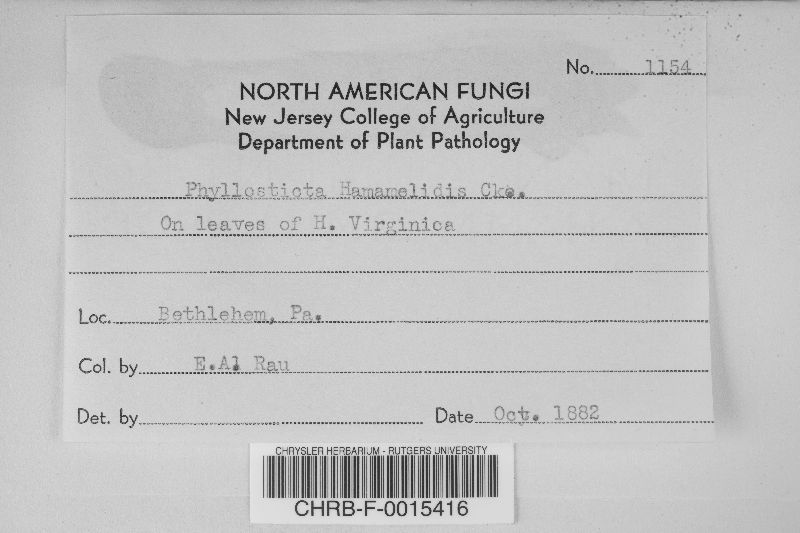 No. 1154
NORTH AMERICAN FUNGI
New Jersey College of Agriculture
Department of Plant Pathology
Phyllosticta Hamamelidis Cke.
On leaves of H. Virginica
Loc. Bethlehem, Pa.
Col. by E.A. Rau
Det. by
Date Oct. 1882
CHRYSLER HERBARIUM - RUTGERS UNIVERSITY
CHRB-F-0015416